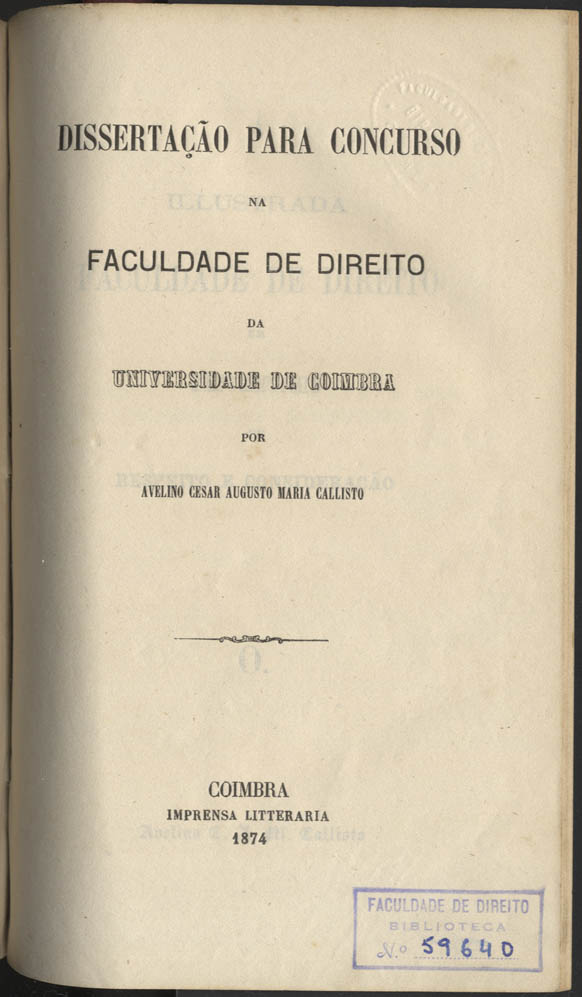 DISSERTAÇÃO PARA CONCURSO
NA
FACULDADE DE DIREITO
DA
UNIVERSIDADE DE COIMBRA
POR
AVELINO CESAR AUGUSTO MARIA CALLISTO
COIMBRA
IMPRENSA LITTERARIA
1874
FACULDADE DE DIREITO
BIBLIOTECA
N.º 59640